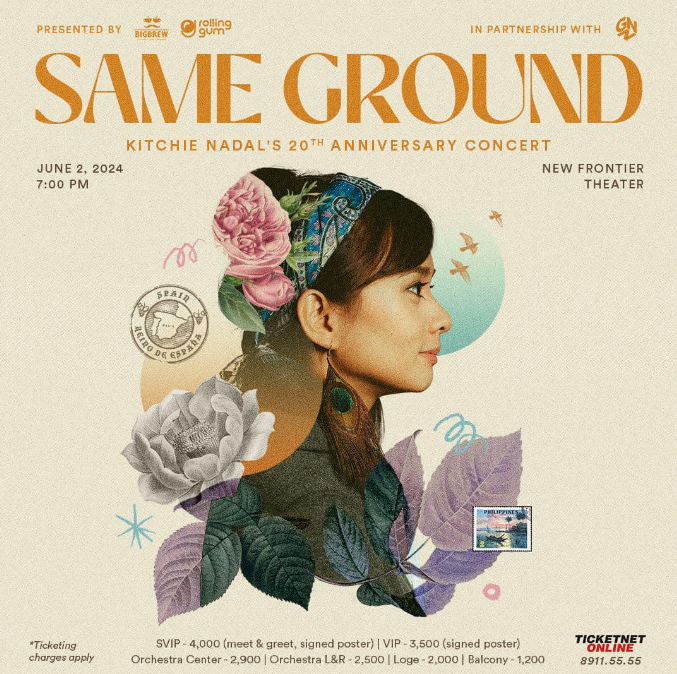 PRESENTED BY BIGBREW rolling gum IN PARTNERSHIP WITH GNN
SAME GROUND
KITCHIE NADAL'S 20TH ANNIVERSARY CONCERT
JUNE 2, 2024
7:00 PM
NEW FRONTIER
THEATER
SPAIN
REINO DE ESPAÑA
PHILIPPINES
*Ticketing
charges apply
SVIP - 4,000 (meet & greet, signed poster) | VIP - 3,500 (signed poster)
Orchestra Center - 2,900 | Orchestra L&R - 2,500 | Loge - 2,000 | Balcony - 1,200
TICKETNET
ONLINE
8911.55.55